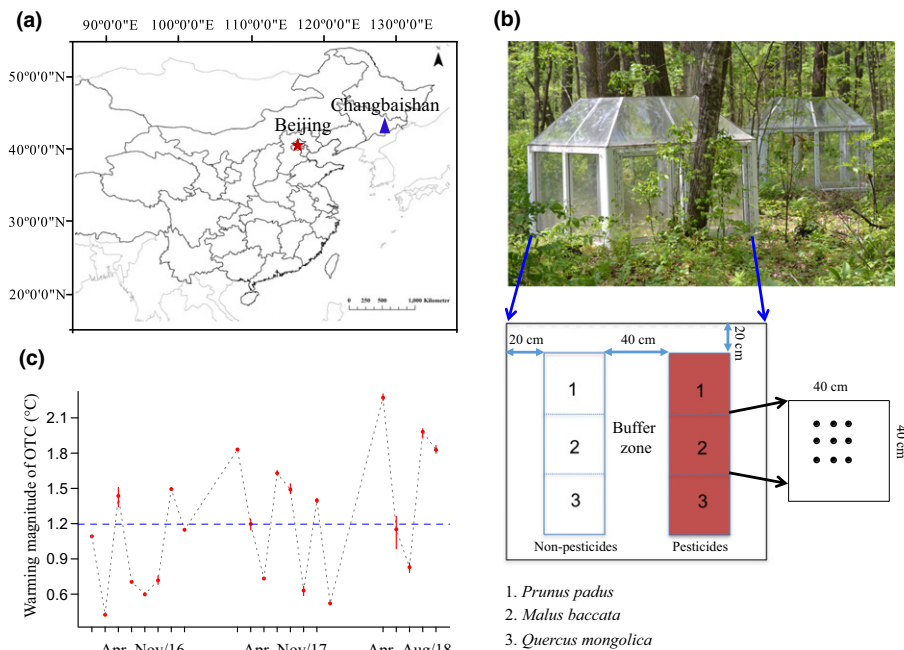 (a)
90°0'0"E 100°0'0"E 110°0'0"E 120°0'0"E 130°0'0"E
50°0'0"N
40°0'0"N
30°0'0"N
20°0'0"N
N
Changbaishan
Beijing
0 250 500 1,000 Kilometer
(b)
20 cm
40 cm
20 cm
1
2
3
Buffer
zone
1
2
3
Non-pesticides
Pesticides
40 cm
40 cm
1. Prunus padus
2. Malus baccata
3. Quercus mongolica
(c)
Warming magnitude of OTC (°C)
2.1
1.8
1.5
1.2
0.9
0.6
Apr. Nov/16 Apr. Nov/17 Apr. Aug/18